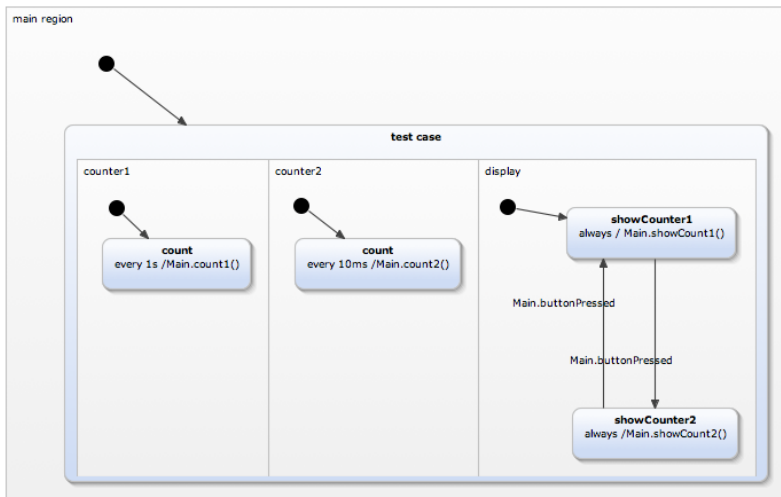 main region
test case
counter1
counter2
display
count
every 1s /Main.count1()
count
every 10ms /Main.count2()
showCounter1
always / Main.showCount1()
Main.buttonPressed
Main.buttonPressed
showCounter2
always /Main.showCount2()